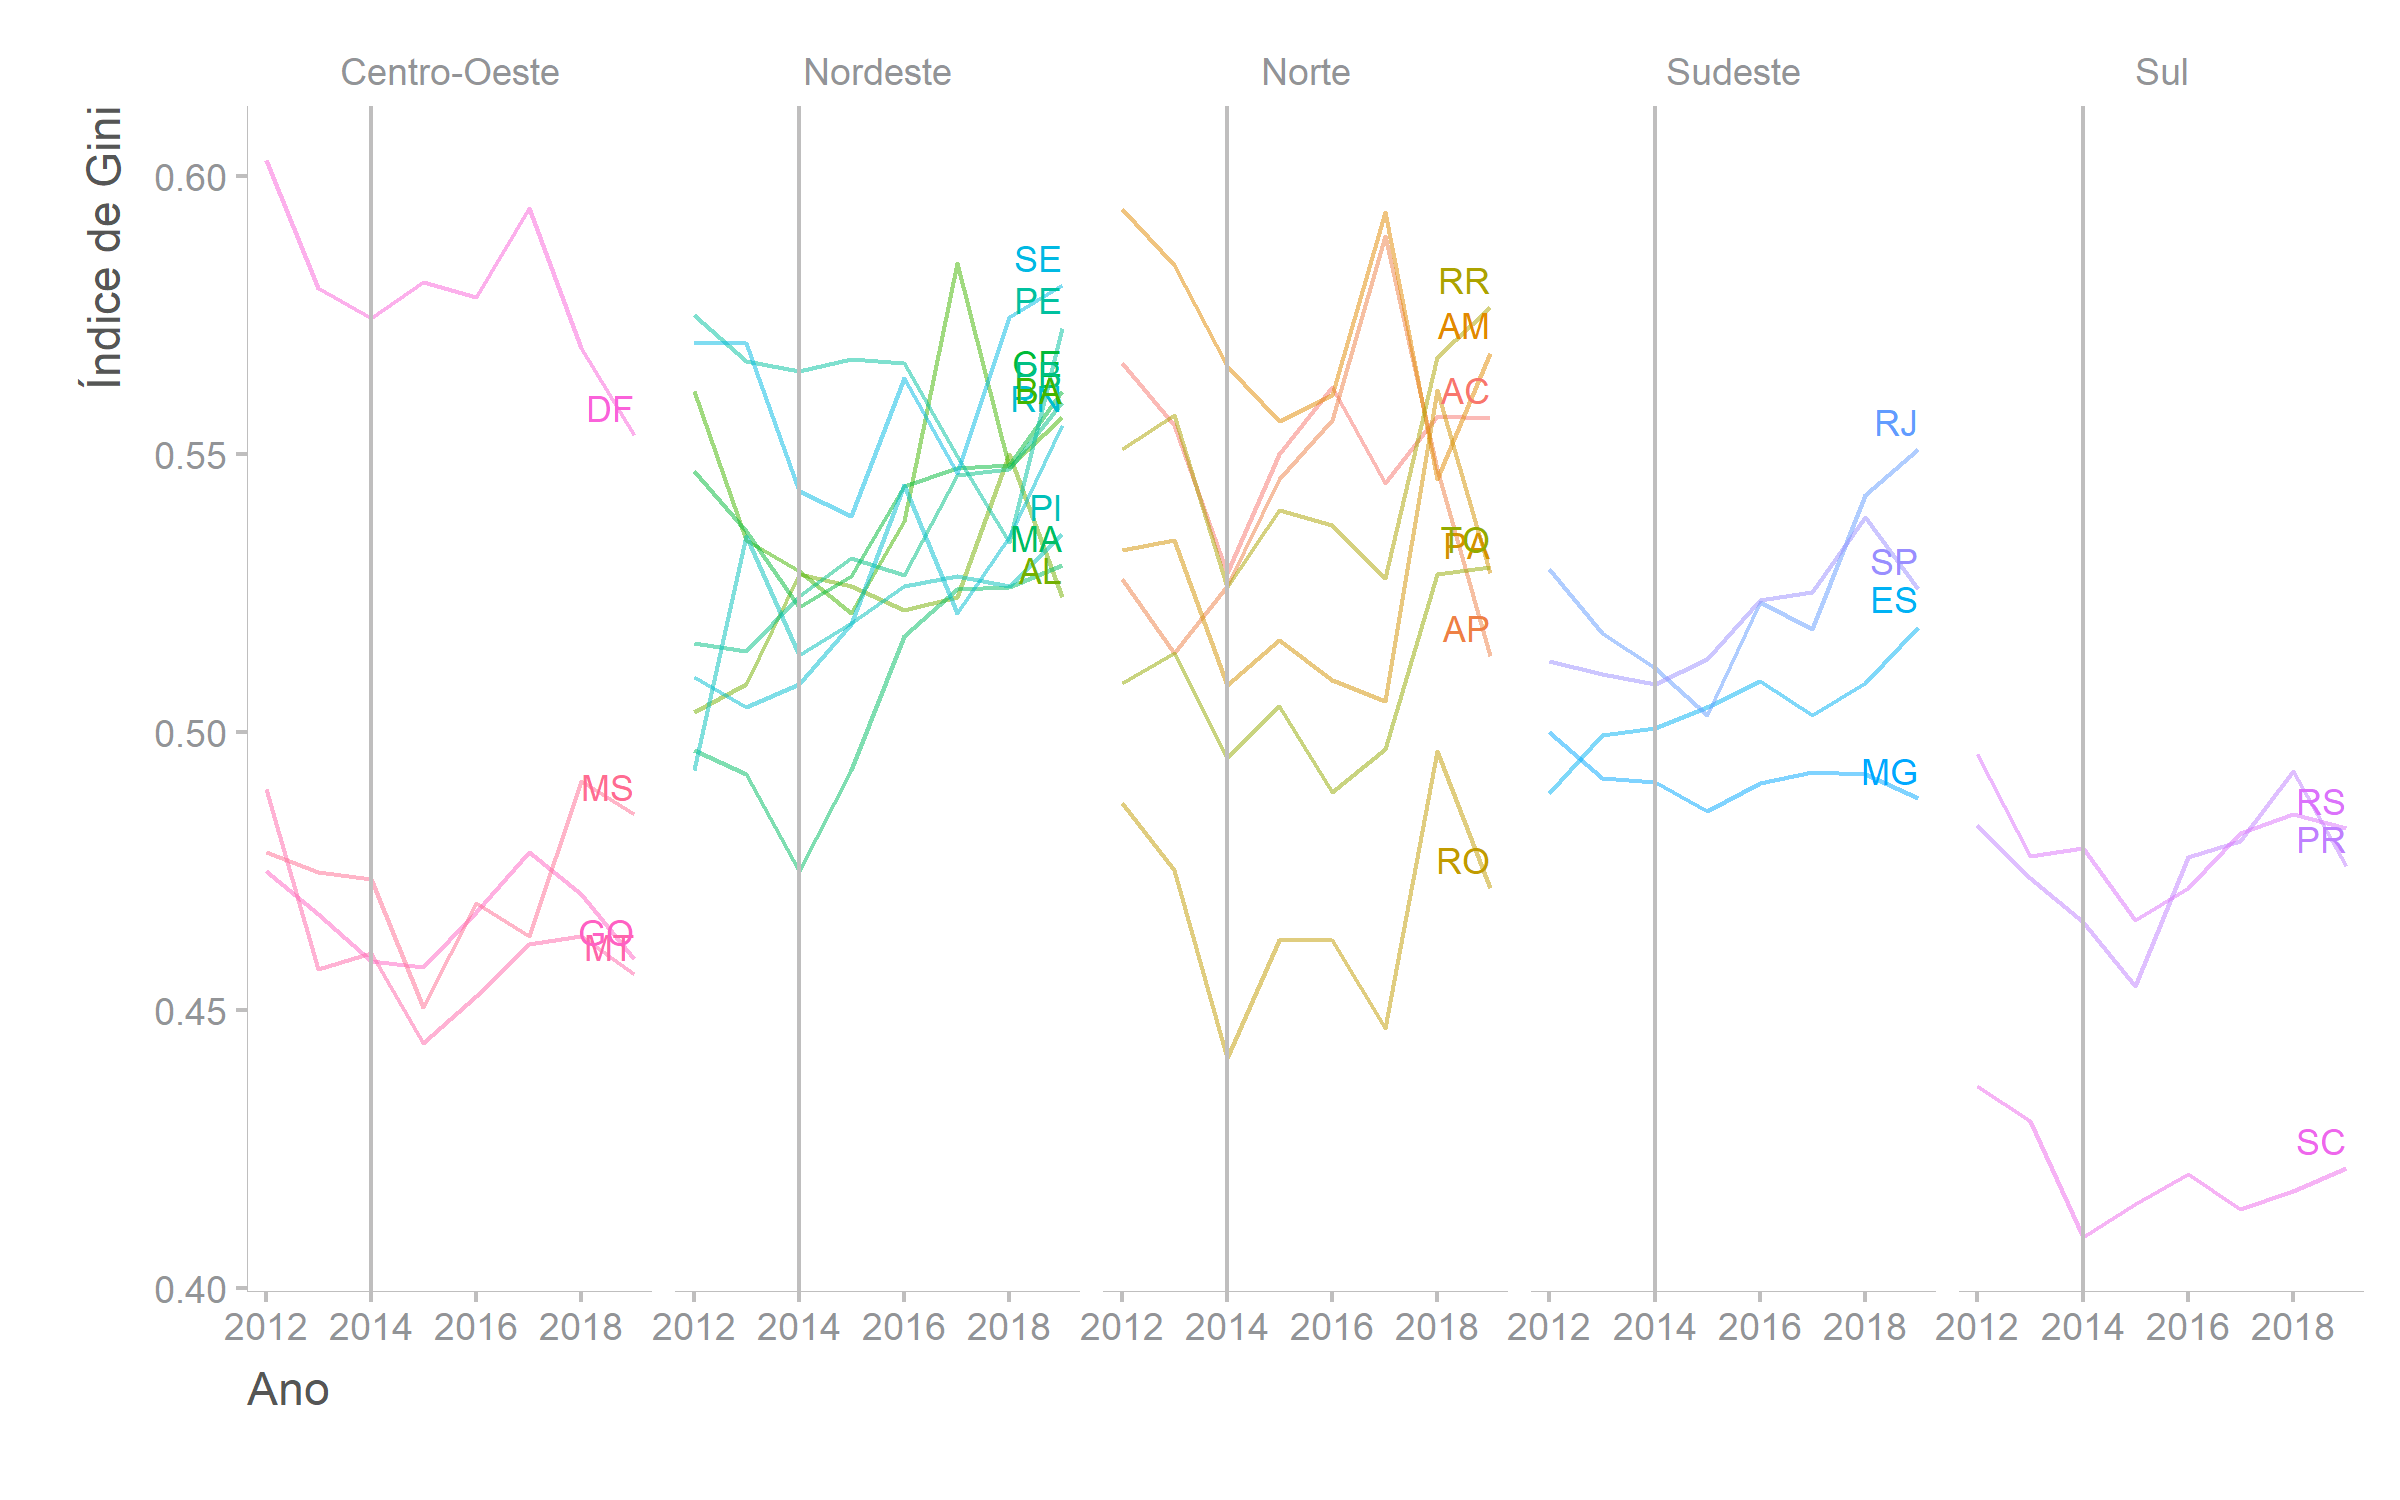 Centro-Oeste Nordeste Norte Sudeste Sul
Índice de Gini
0.60
0.55
0.50
0.45
0.40
DF
MS
GO
MT
SE
PE
CE
BA
RN
PI
MA
AL
RR
AM
AC
TO
PA
AP
RO
RJ
SP
ES
MG
RS
PR
SC
2012 2014 2016 2018 2012 2014 2016 2018 2012 2014 2016 2018 2012 2014 2016 2018 2012 2014 2016 2018
Ano